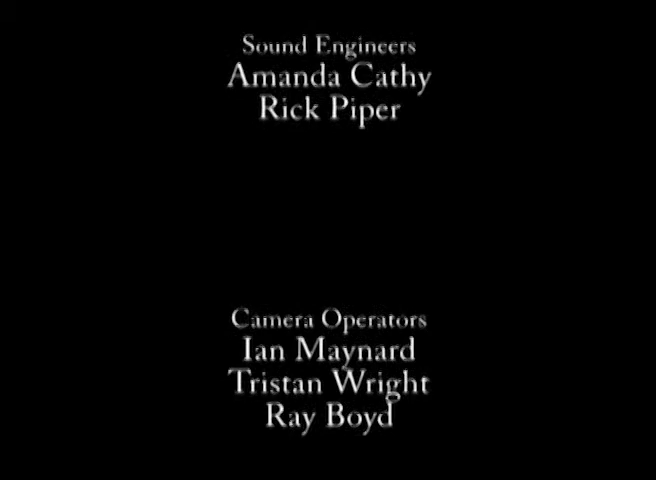 Sound Engineers
Amanda Cathy
Rick Piper
Camera Operators
Ian Maynard
Tristan Wright
Ray Boyd